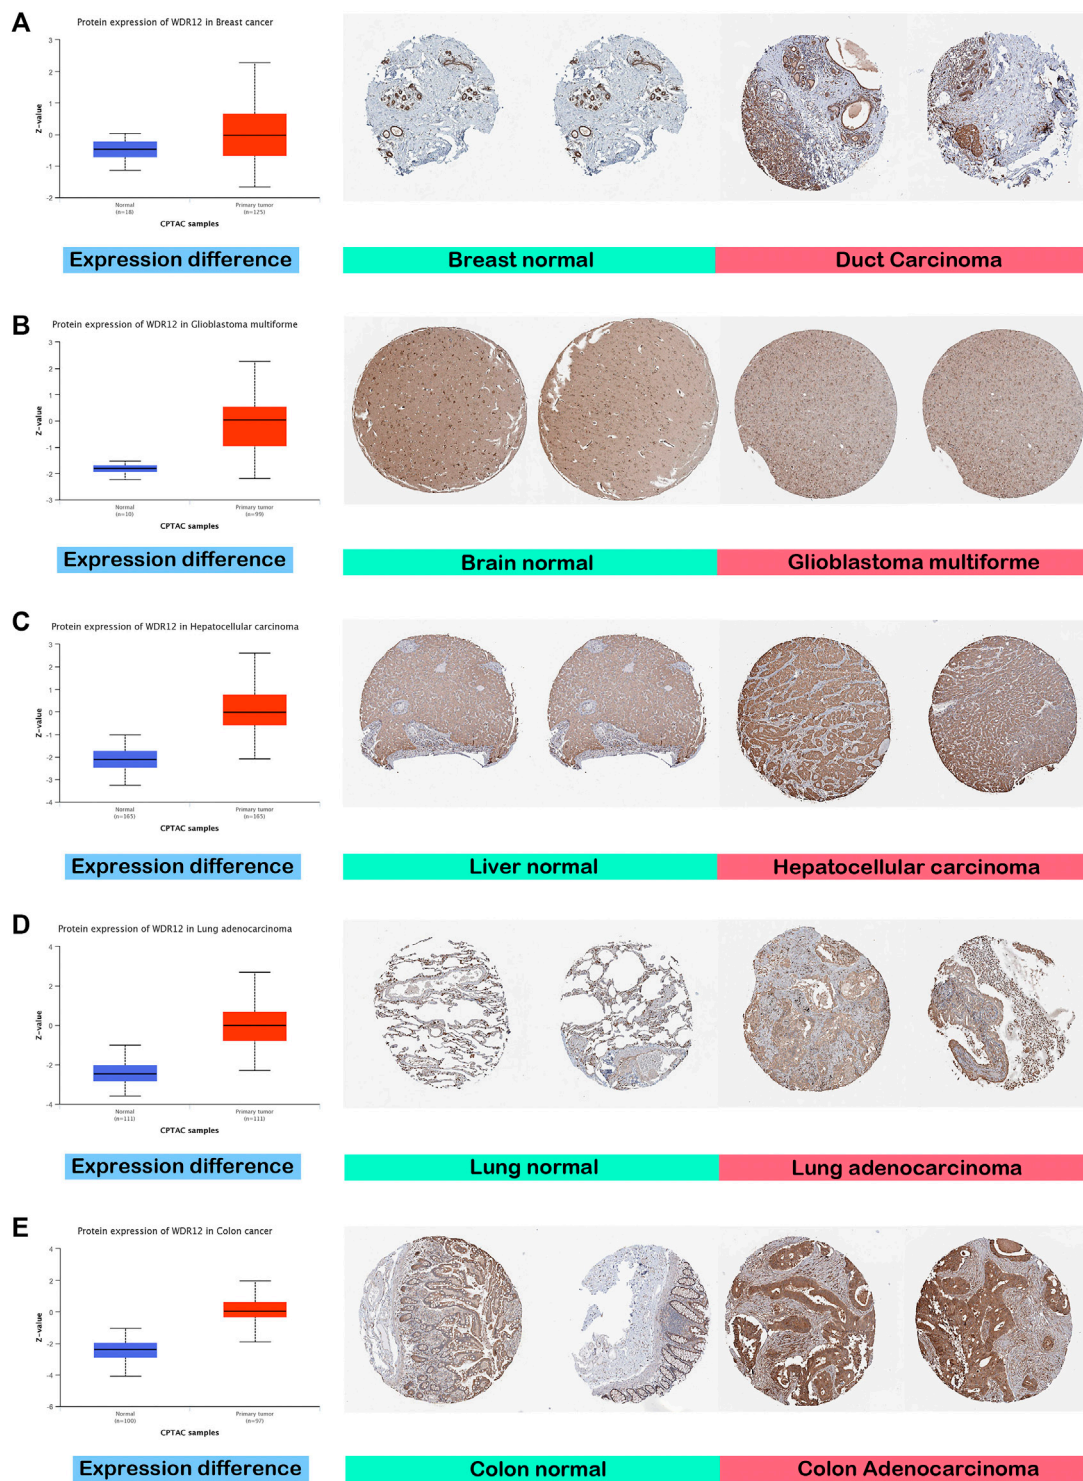 A
Protein expression of WDR12 in Breast cancer
3
2
1
0
-1
-2
Z-value
Normal
(n=18)
Primary tumor
(n=125)
CPTAC samples
Expression difference
Breast normal
Duct Carcinoma
B
Protein expression of WDR12 in Glioblastoma multiforme
3
2
1
0
-1
-2
-3
Z-value
Normal
(n=10)
Primary tumor
(n=99)
CPTAC samples
Expression difference
Brain normal
Glioblastoma multiforme
C
Protein expression of WDR12 in Hepatocellular carcinoma
3
2
1
0
-1
-2
-3
-4
Z-value
Normal
(n=165)
Primary tumor
(n=165)
CPTAC samples
Expression difference
Liver normal
Hepatocellular carcinoma
D
Protein expression of WDR12 in Lung adenocarcinoma
4
2
0
-2
-4
Z-value
Normal
(n=111)
Primary tumor
(n=111)
CPTAC samples
Expression difference
Lung normal
Lung adenocarcinoma
E
Protein expression of WDR12 in Colon cancer
4
2
0
-2
-4
-6
Z-value
Normal
(n=100)
Primary tumor
(n=97)
CPTAC samples
Expression difference
Colon normal
Colon Adenocarcinoma